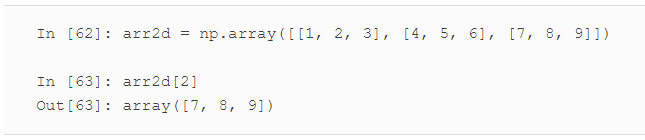 In [62]: arr2d = np.array([[1, 2, 3], [4, 5, 6], [7, 8, 9]])
In [63]: arr2d[2]
Out[63]: array([7, 8, 9])